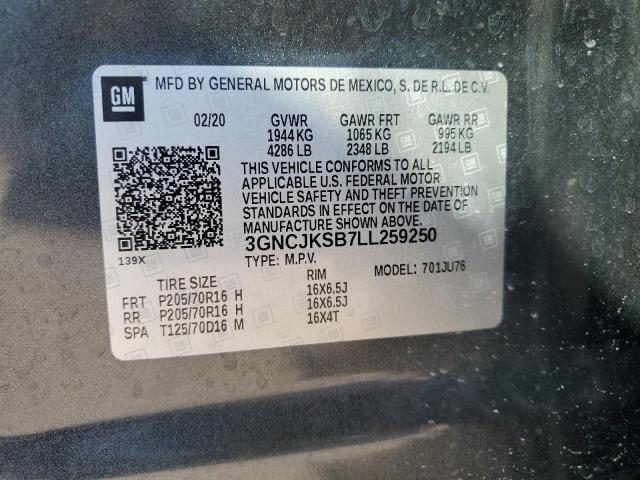 GM
MFD BY GENERAL MOTORS DE MEXICO, S. DE R.L. DE C.V.
02/20 GVWR GAWR FRT GAWR RR
1944 KG 1065 KG 995 KG
4286 LB 2348 LB 2194 LB
THIS VEHICLE CONFORMS TO ALL
APPLICABLE U.S. FEDERAL MOTOR
VEHICLE SAFETY AND THEFT PREVENTION
STANDARDS IN EFFECT ON THE DATE OF
MANUFACTURE SHOWN ABOVE.
3GNCJKSB7LL259250
139X TYPE: M.P.V. MODEL: 701JU76
TIRE SIZE RIM
FRT P205/70R16 H 16X6.5J
RR P205/70R16 H 16X6.5J
SPA T125/70D16 M 16X4T